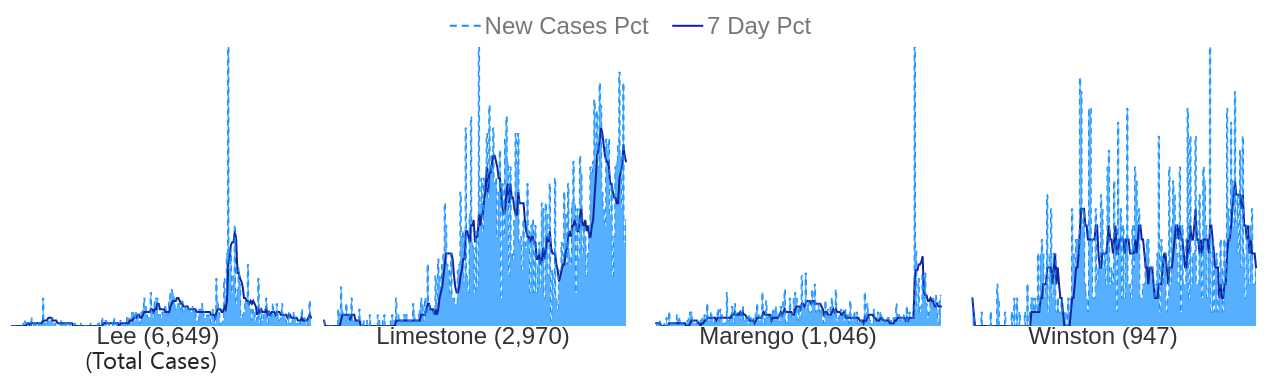 New Cases Pct 7 Day Pct
Lee (6,649) Limestone (2,970) Marengo (1,046) Winston (947)
(Total Cases)